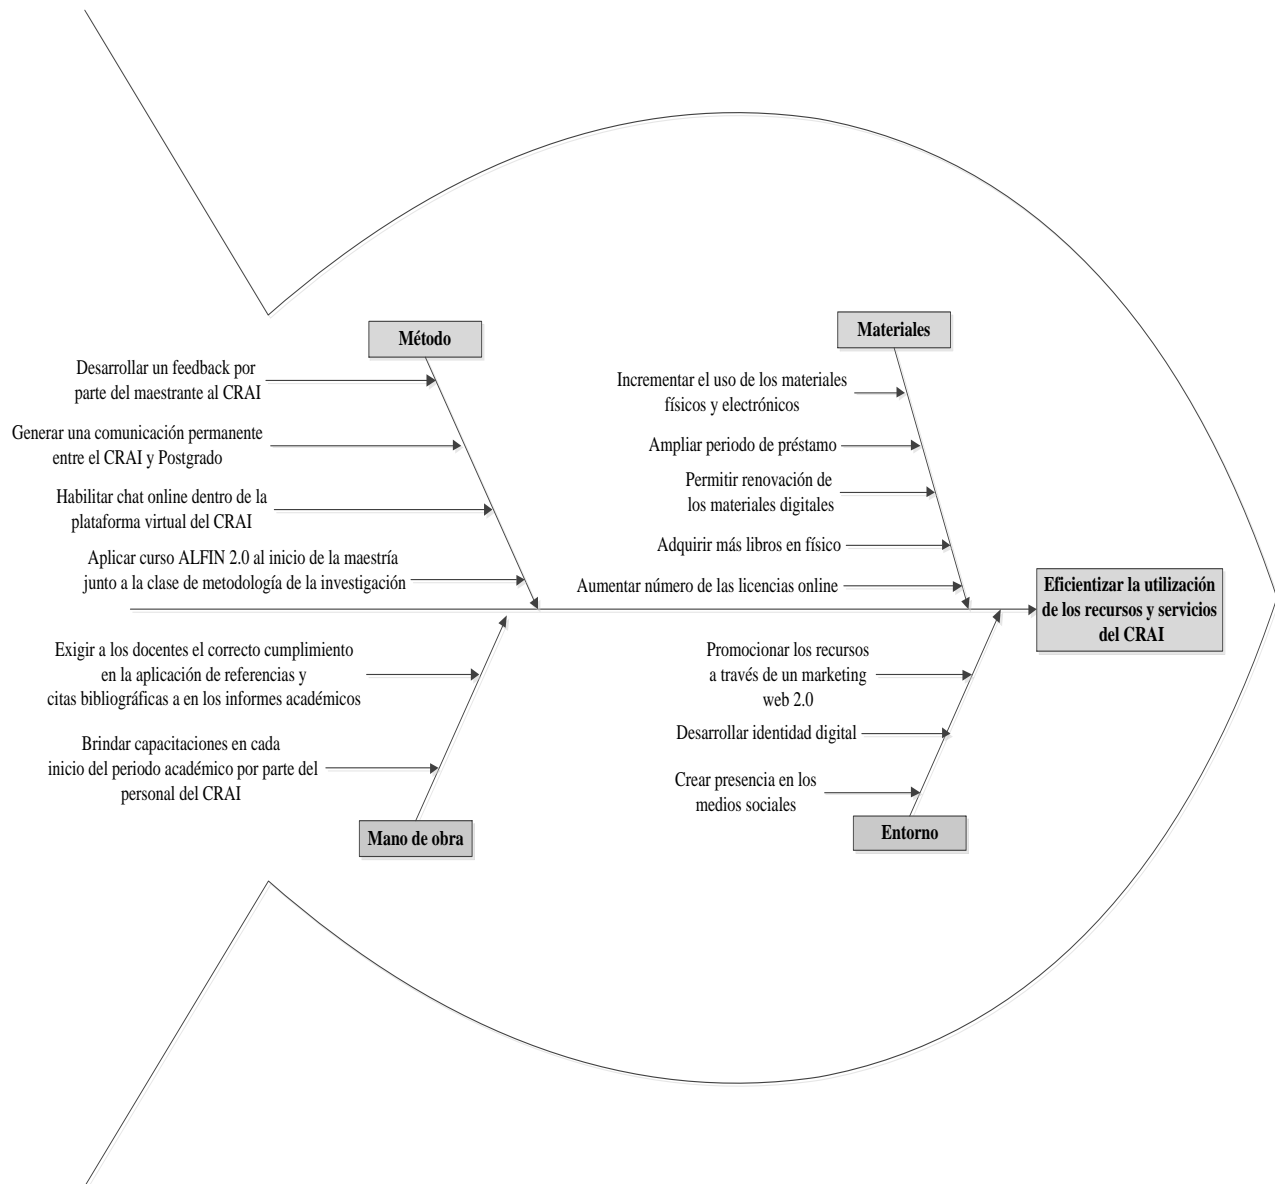 Método
Desarrollar un feedback por
parte del maestrante al CRAI
Generar una comunicación permanente
entre el CRAI y Postgrado
Habilitar chat online dentro de la
plataforma virtual del CRAI
Aplicar curso ALFIN 2.0 al inicio de la maestría
junto a la clase de metodología de la investigación
Materiales
Incrementar el uso de los materiales
físicos y electrónicos
Ampliar periodo de préstamo
Permitir renovación de
los materiales digitales
Adquirir más libros en físico
Aumentar número de las licencias online
Eficientizar la utilización
de los recursos y servicios
del CRAI
Exigir a los docentes el correcto cumplimiento
en la aplicación de referencias y
citas bibliográficas a en los informes académicos
Brindar capacitaciones en cada
inicio del periodo académico por parte del
personal del CRAI
Mano de obra
Promocionar los recursos
a través de un marketing
web 2.0
Desarrollar identidad digital
Crear presencia en los
medios sociales
Entorno